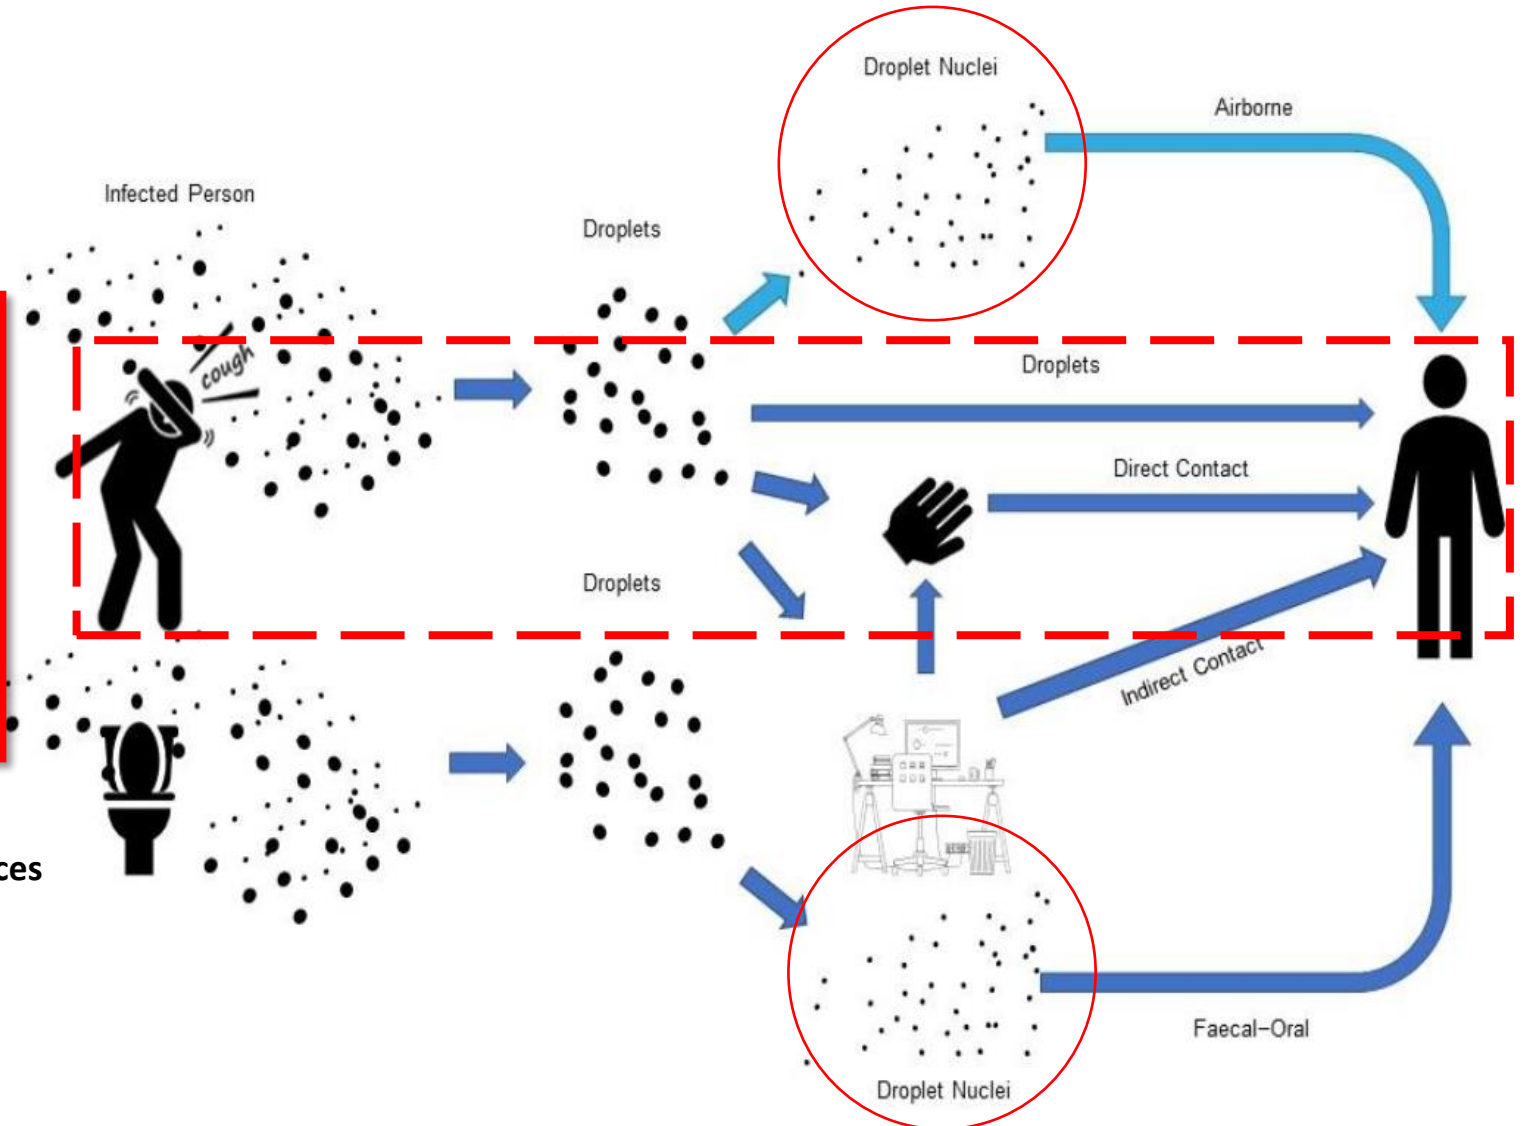 Droplet Nuclei
Airborne
Infected Person
Droplets
cough
Droplets
Direct Contact
Droplets
Indirect Contact
ces
Faecal-Oral
Droplet Nuclei